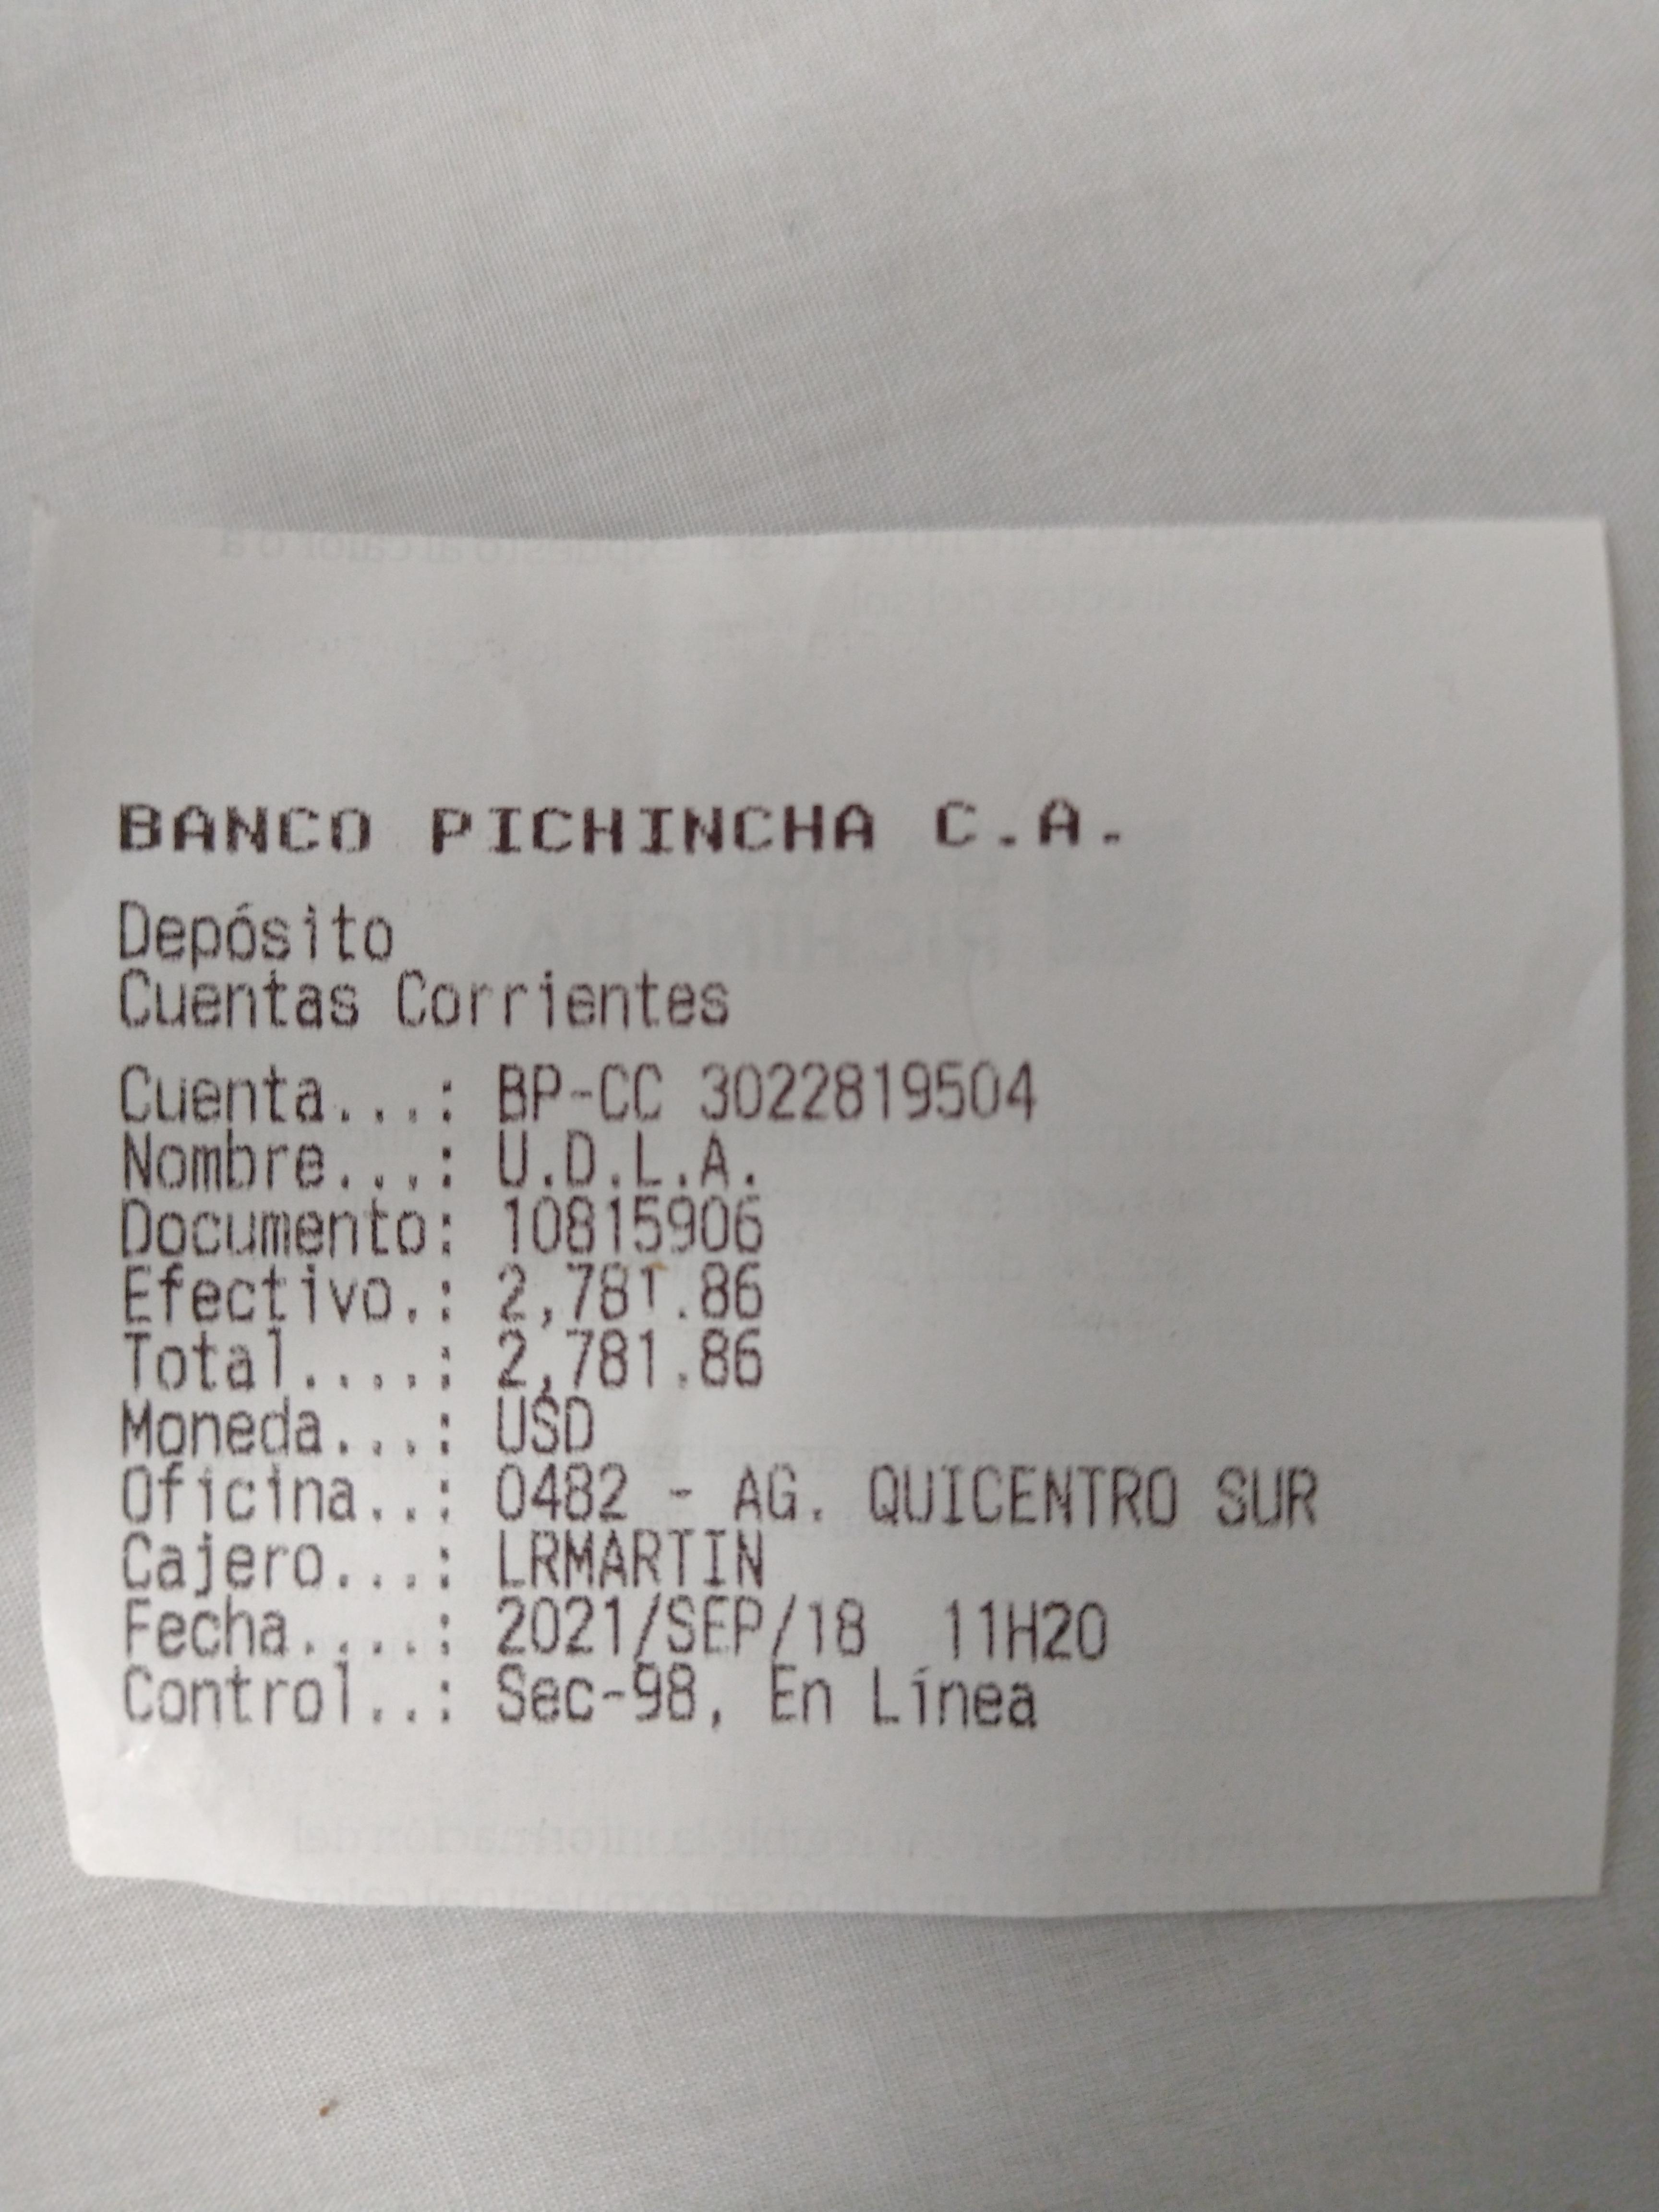 BANCO PICHINCHA C.A.
Depósito
Cuentas Corrientes
Cuenta...: BP-CC 3022819504
Nombre...: U.D.L.A.
Documento: 10815906
Efectivo.: 2,781.86
Total....: 2,781.86
Moneda...: USD
Oficina..: 0482 - AG. QUICENTRO SUR
Cajero...: LRMARTIN
Fecha....: 2021/SEP/18 11H20
Control..: Sec-98, En Línea